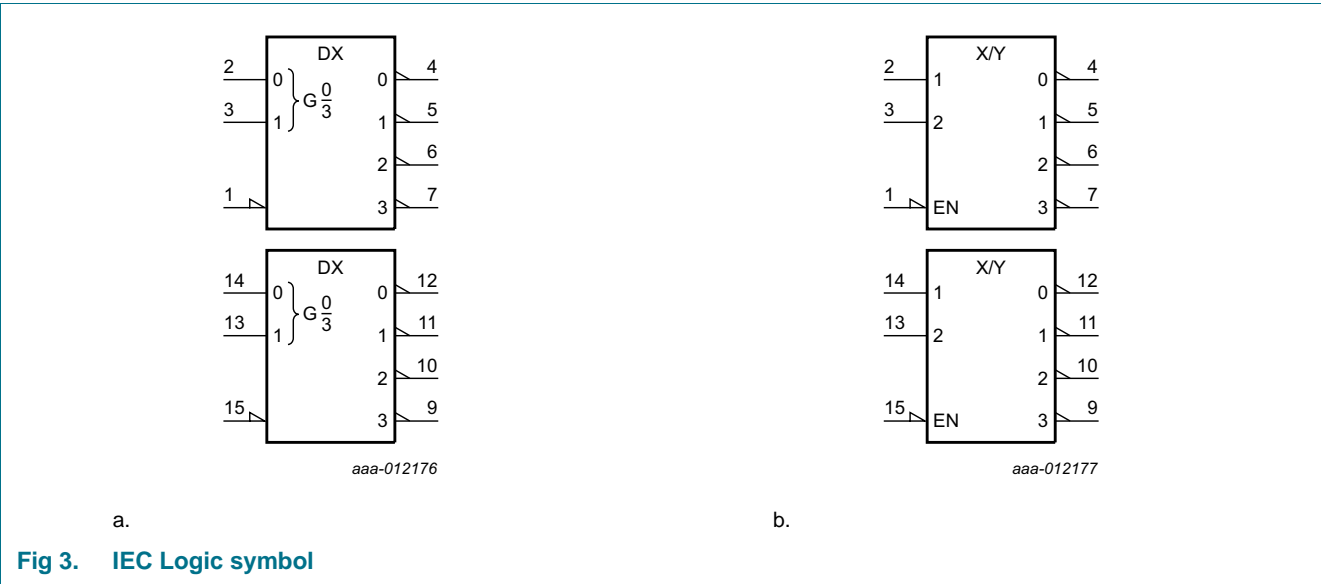 DX
2 0 0 4
G 0/3
3 1 1 5
2 6
1 3 7
DX
14 0 0 12
G 0/3
13 1 1 11
2 10
15 3 9
aaa-012176
a.
X/Y
2 1 0 4
3 2 1 5
2 6
1 EN 3 7
X/Y
14 1 0 12
13 2 1 11
2 10
15 EN 3 9
aaa-012177
b.
Fig 3. IEC Logic symbol